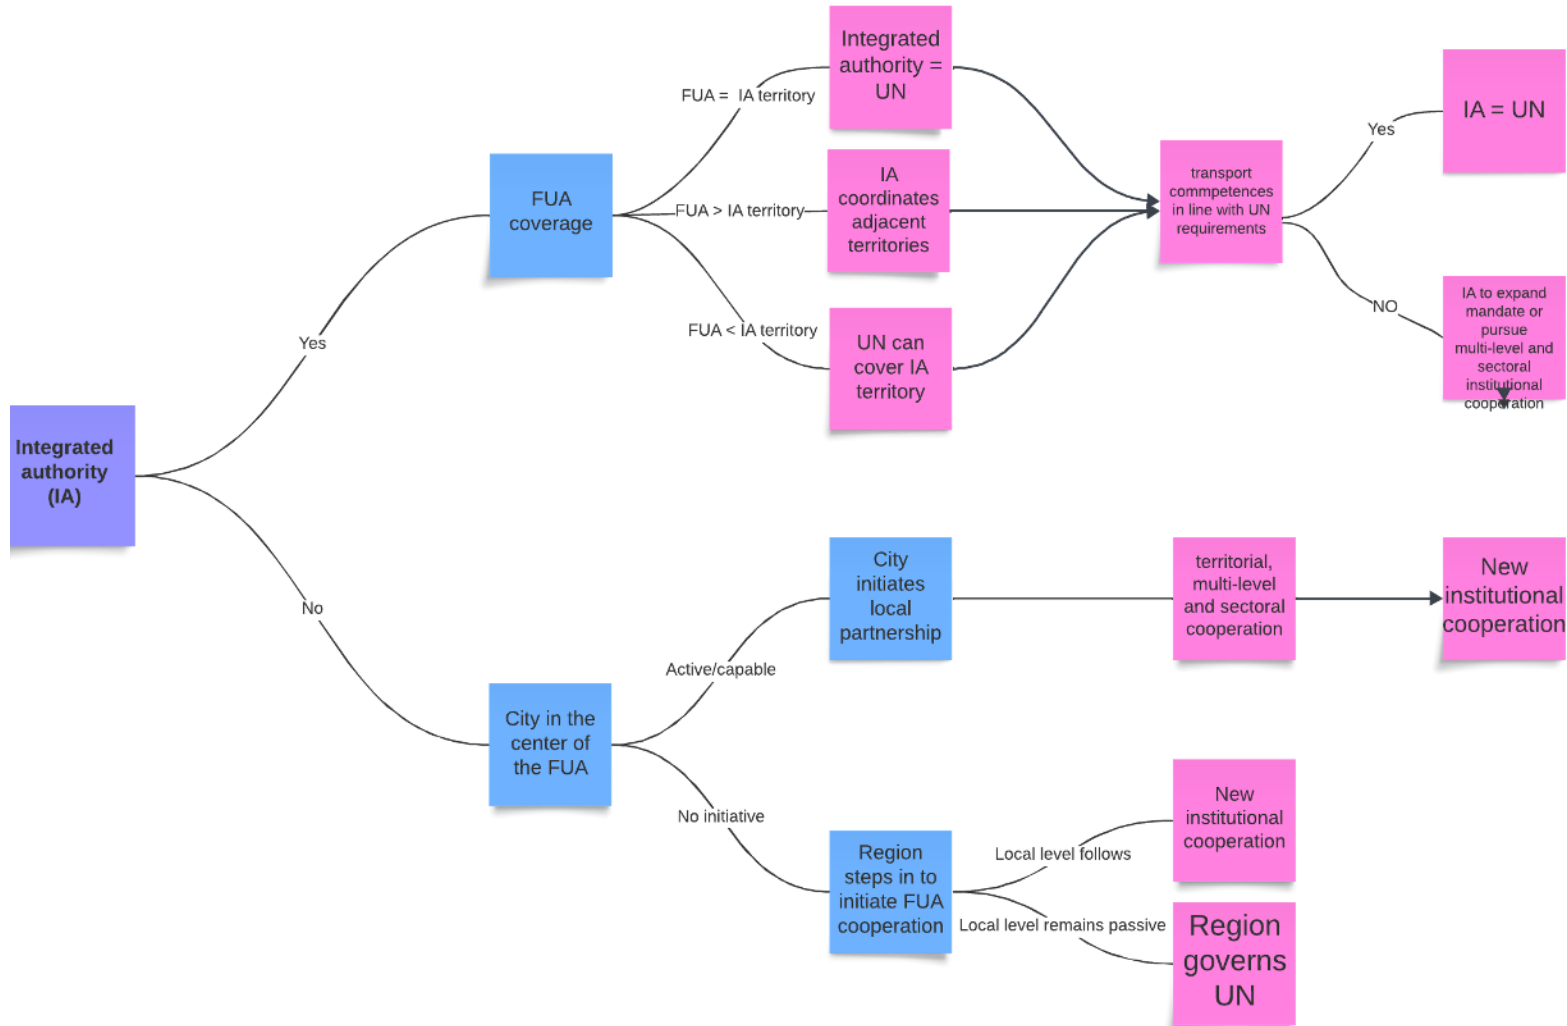 Integrated
authority
(IA)
Yes
No
FUA
coverage
FUA = IA territory
FUA > IA territory
FUA < IA territory
Integrated
authority =
UN
IA
coordinates
adjacent
territories
UN can
cover IA
territory
transport
commpetences
in line with UN
requirements
Yes
NO
IA = UN
IA to expand
mandate or
pursue
multi-level and
sectoral
institutional
cooperation
City in the
center of
the FUA
Active/capable
No initiative
City
initiates
local
partnership
territorial,
multi-level
and sectoral
cooperation
New
institutional
cooperation
Region
steps in to
initiate FUA
cooperation
Local level follows
Local level remains passive
New
institutional
cooperation
Region
governs
UN